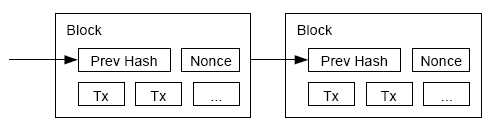 Block
Prev Hash Nonce
Tx Tx ...
Block
Prev Hash Nonce
Tx Tx ...